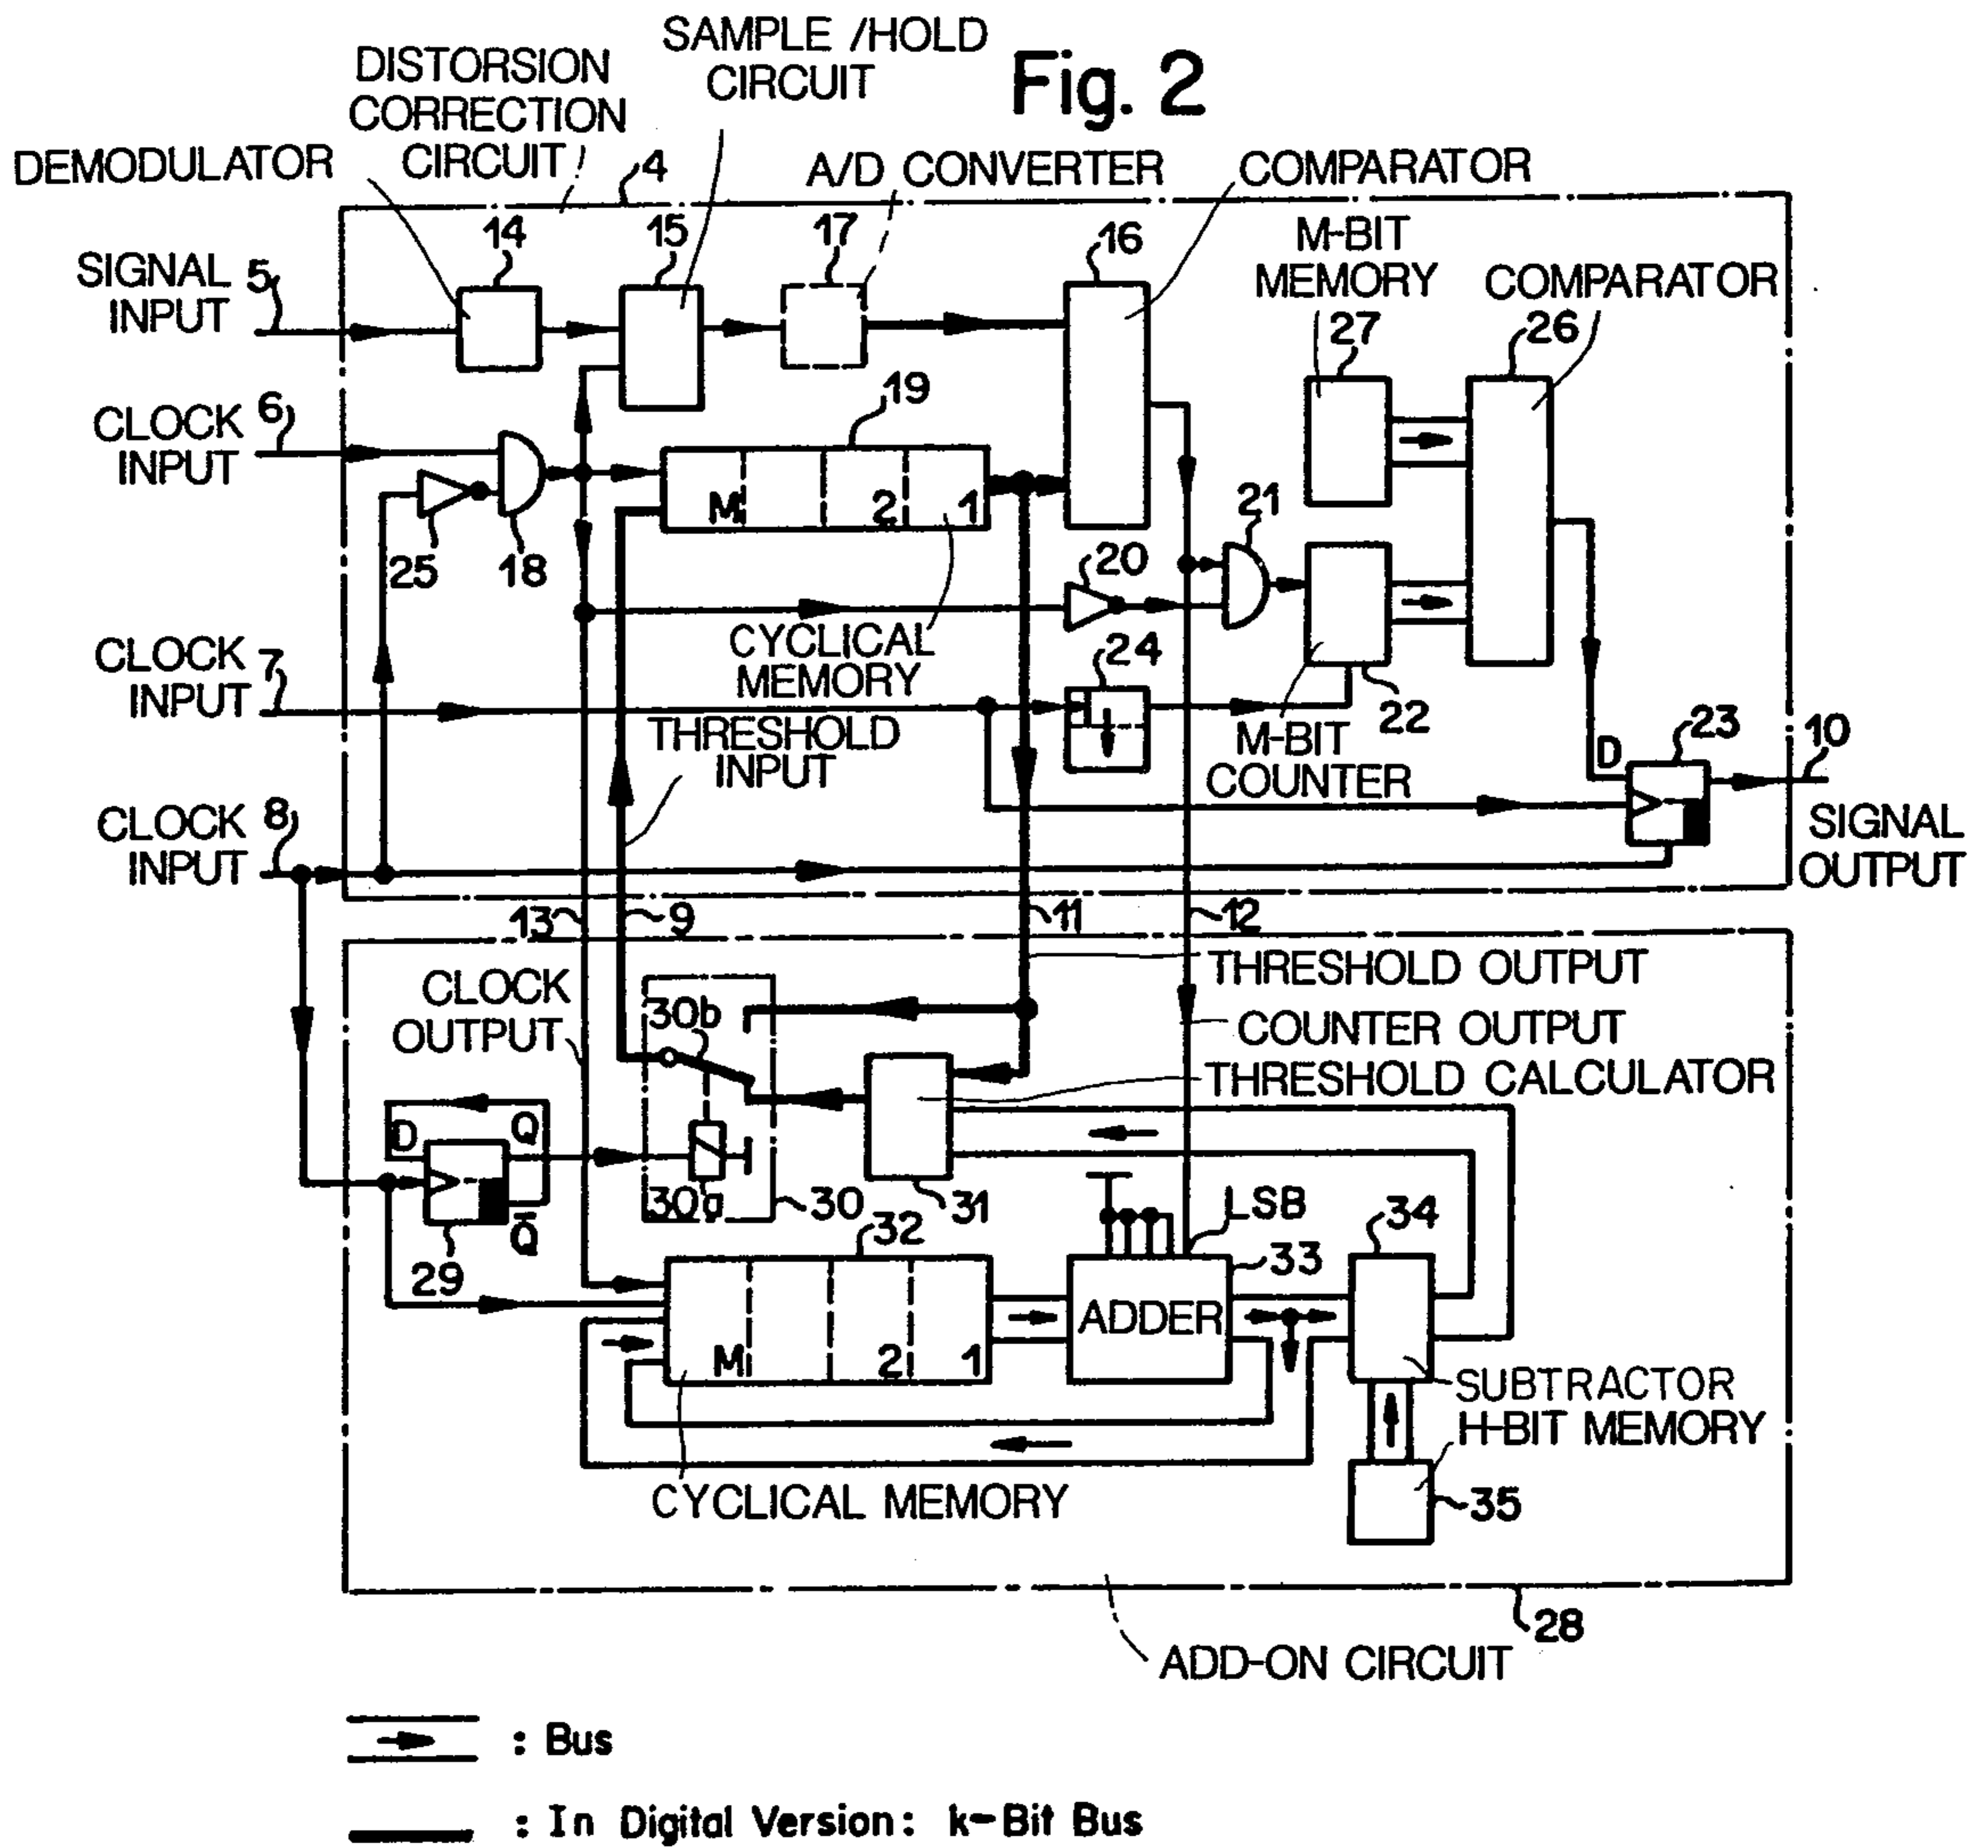 SAMPLE /HOLD
CIRCUIT
Fig. 2
DISTORSION
CORRECTION
CIRCUIT
DEMODULATOR
4
A/D CONVERTER
COMPARATOR
14
15
17
16
M-BIT
MEMORY
27
COMPARATOR
26
SIGNAL
INPUT
5
CLOCK
INPUT
6
19
M
2
1
25
18
20
21
CYCLICAL
MEMORY
CLOCK
INPUT
7
24
22
THRESHOLD
INPUT
M-BIT
COUNTER
D
23
10
SIGNAL
OUTPUT
CLOCK
INPUT
8
13
9
11
12
THRESHOLD OUTPUT
CLOCK
OUTPUT
30b
COUNTER OUTPUT
THRESHOLD CALCULATOR
D
Q
Q̅
29
30a
30
31
LSB
32
33
34
M
2
1
ADDER
SUBTRACTOR
H-BIT MEMORY
35
CYCLICAL MEMORY
28
ADD-ON CIRCUIT
: Bus
: In Digital Version: k-Bit Bus